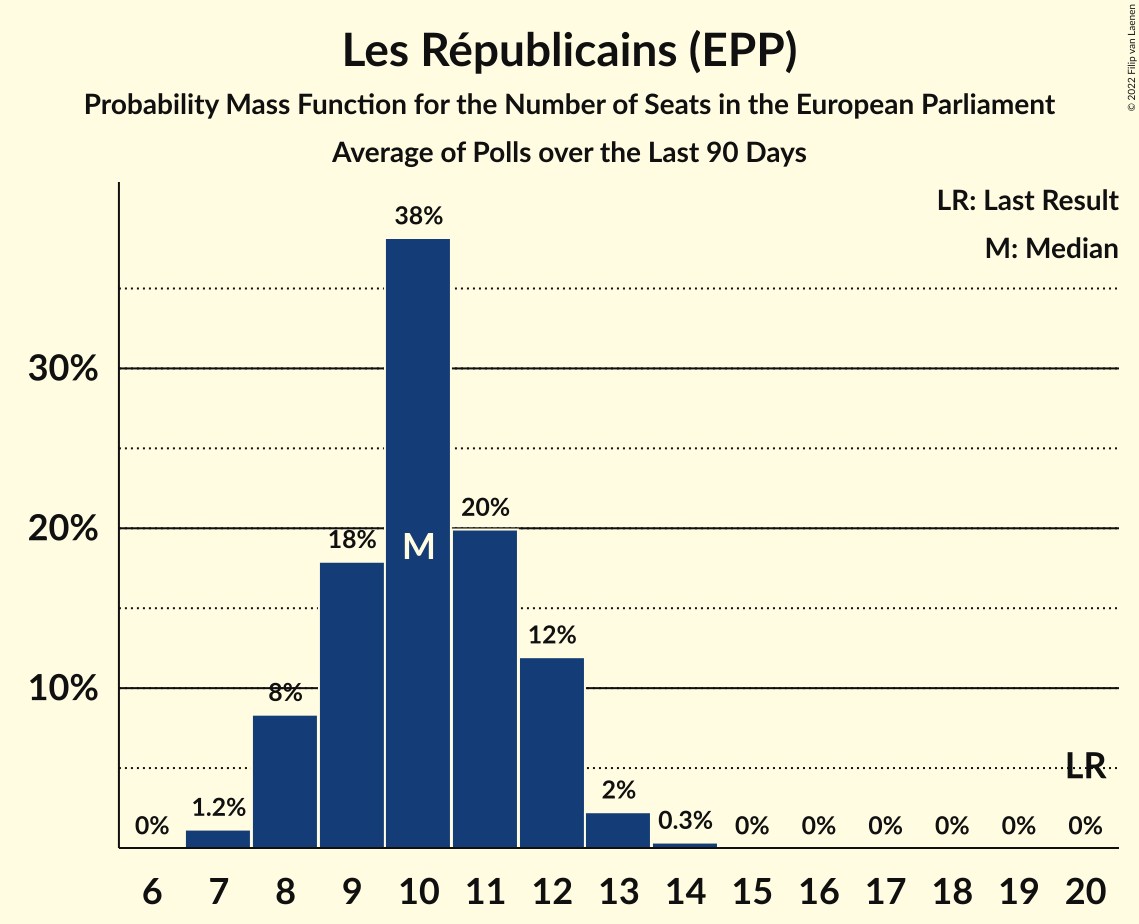 Les Républicains (EPP)
Probability Mass Function for the Number of Seats in the European Parliament
Average of Polls over the Last 90 Days
© 2022 Filip van Laenen
LR: Last Result
M: Median
38%
30%
20%
20%
18%
M
12%
10%
8%
LR
2%
1.2%
0.3%
0%
0%
0%
0%
0%
0%
0%
6 7 8 9 10 11 12 13 14 15 16 17 18 19 20